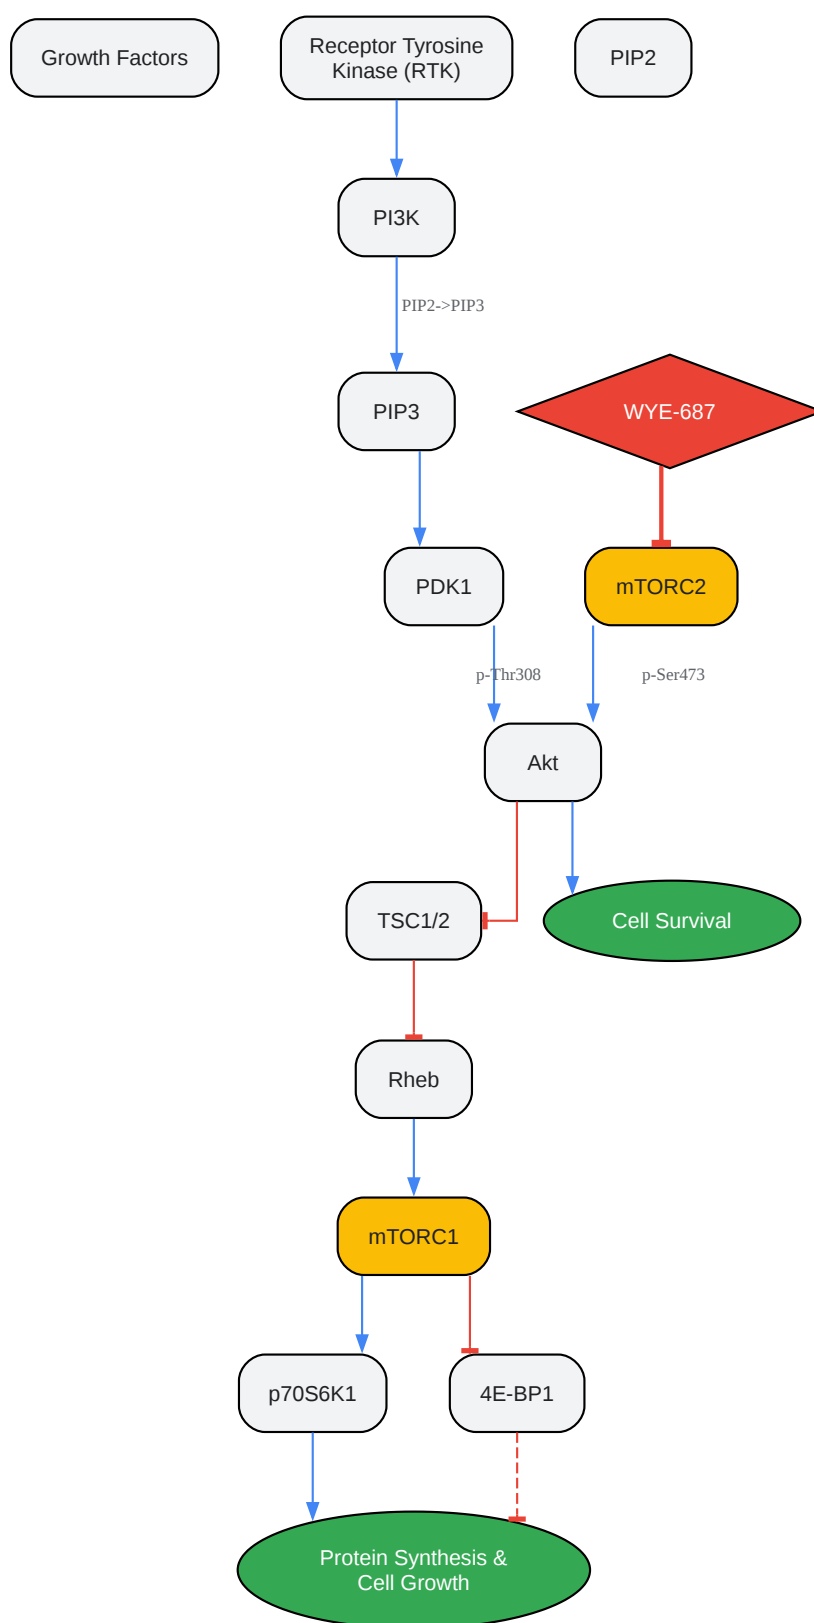 Growth Factors
Receptor Tyrosine
Kinase (RTK)
PIP2
PI3K
PIP2->PIP3
PIP3
WYE-687
PDK1
mTORC2
p-Thr308
p-Ser473
Akt
TSC1/2
Cell Survival
Rheb
mTORC1
p70S6K1
4E-BP1
Protein Synthesis &
Cell Growth